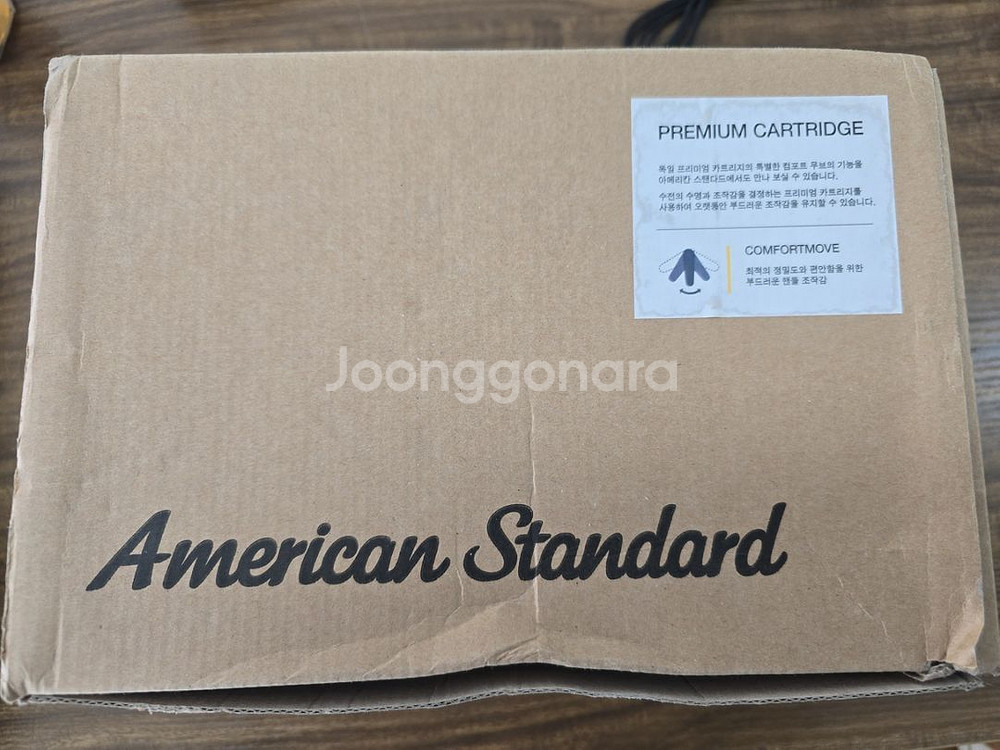 PREMIUM CARTRIDGE
독일 프리미엄 카트리지의 특별한 컴포트 무브의 기능을
아메리칸 스탠다드에서도 만나 보실 수 있습니다.
수전의 수명과 조작감을 결정하는 프리미엄 카트리지를
사용하여 오랫동안 부드러운 조작감을 유지할 수 있습니다.
COMFORTMOVE
최적의 정밀도와 편안함을 위한
부드러운 핸들 조작감
Joonggonara
American Standard